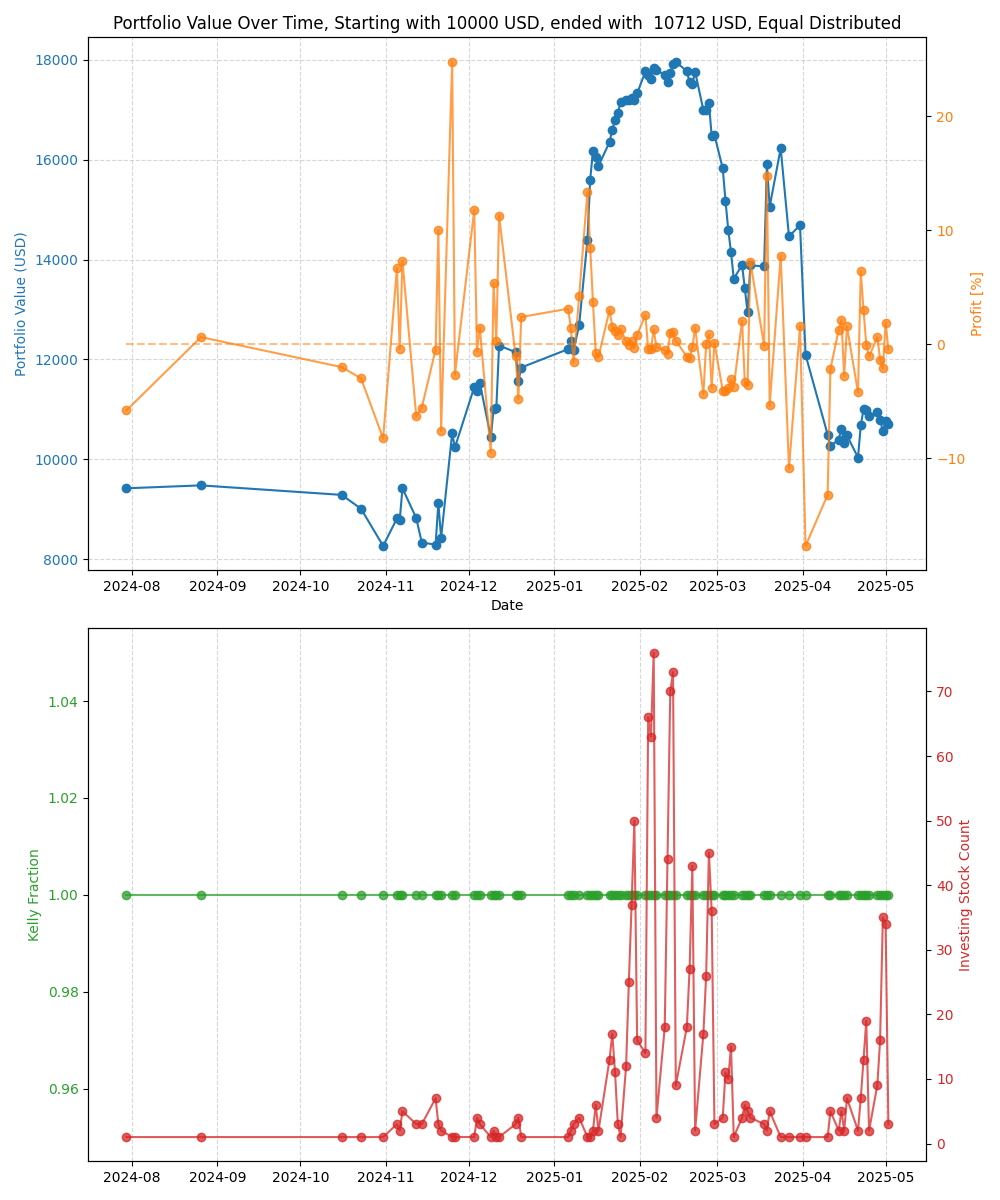 Portfolio Value Over Time, Starting with 10000 USD, ended with  10712 USD, Equal Distributed
18000
16000
14000
12000
10000
8000
Portfolio Value (USD)
20
10
0
−10
Profit [%]
2024-08 2024-09 2024-10 2024-11 2024-12 2025-01 2025-02 2025-03 2025-04 2025-05
Date
1.04
1.02
1.00
0.98
0.96
Kelly Fraction
70
60
50
40
30
20
10
0
Investing Stock Count
2024-08 2024-09 2024-10 2024-11 2024-12 2025-01 2025-02 2025-03 2025-04 2025-05